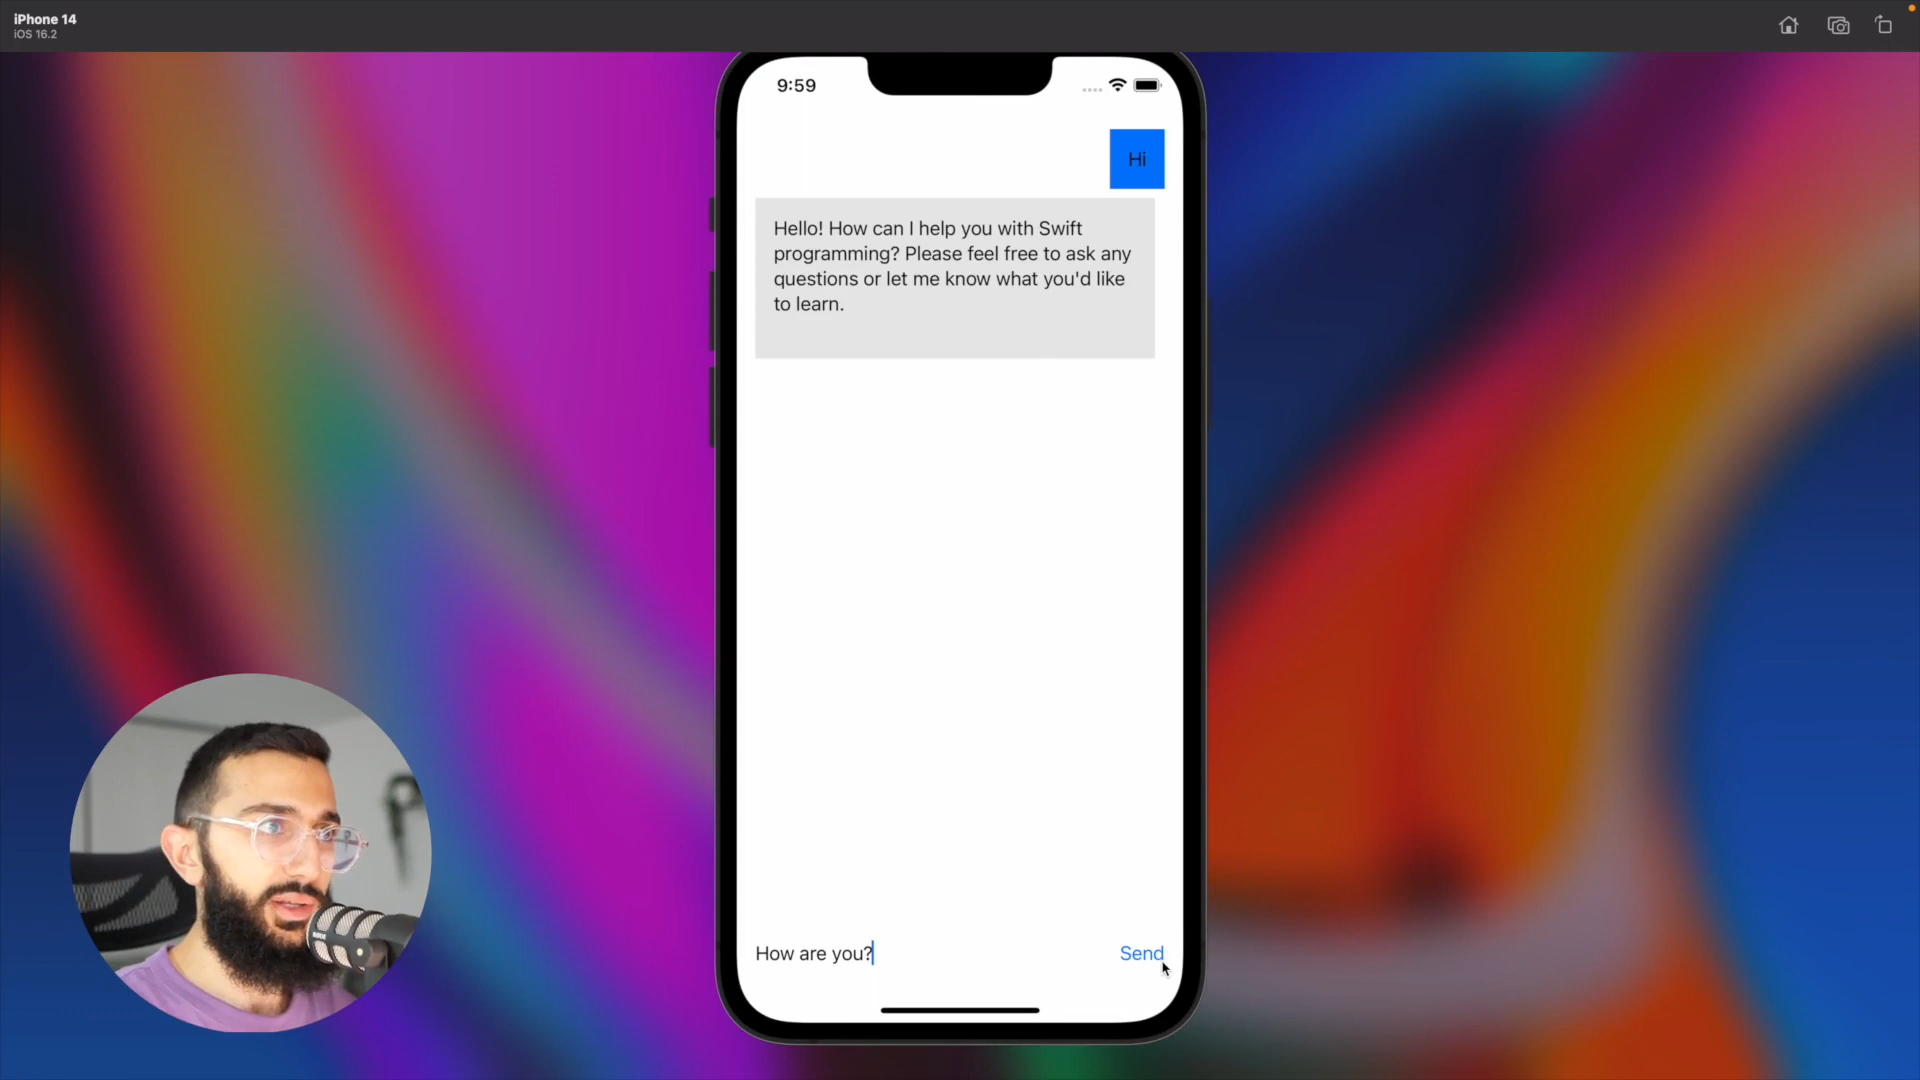 iPhone 14
iOS 16.2
9:59
Hi
Hello! How can I help you with Swift
programming? Please feel free to ask any
questions or let me know what you'd like
to learn.
How are you?
Send